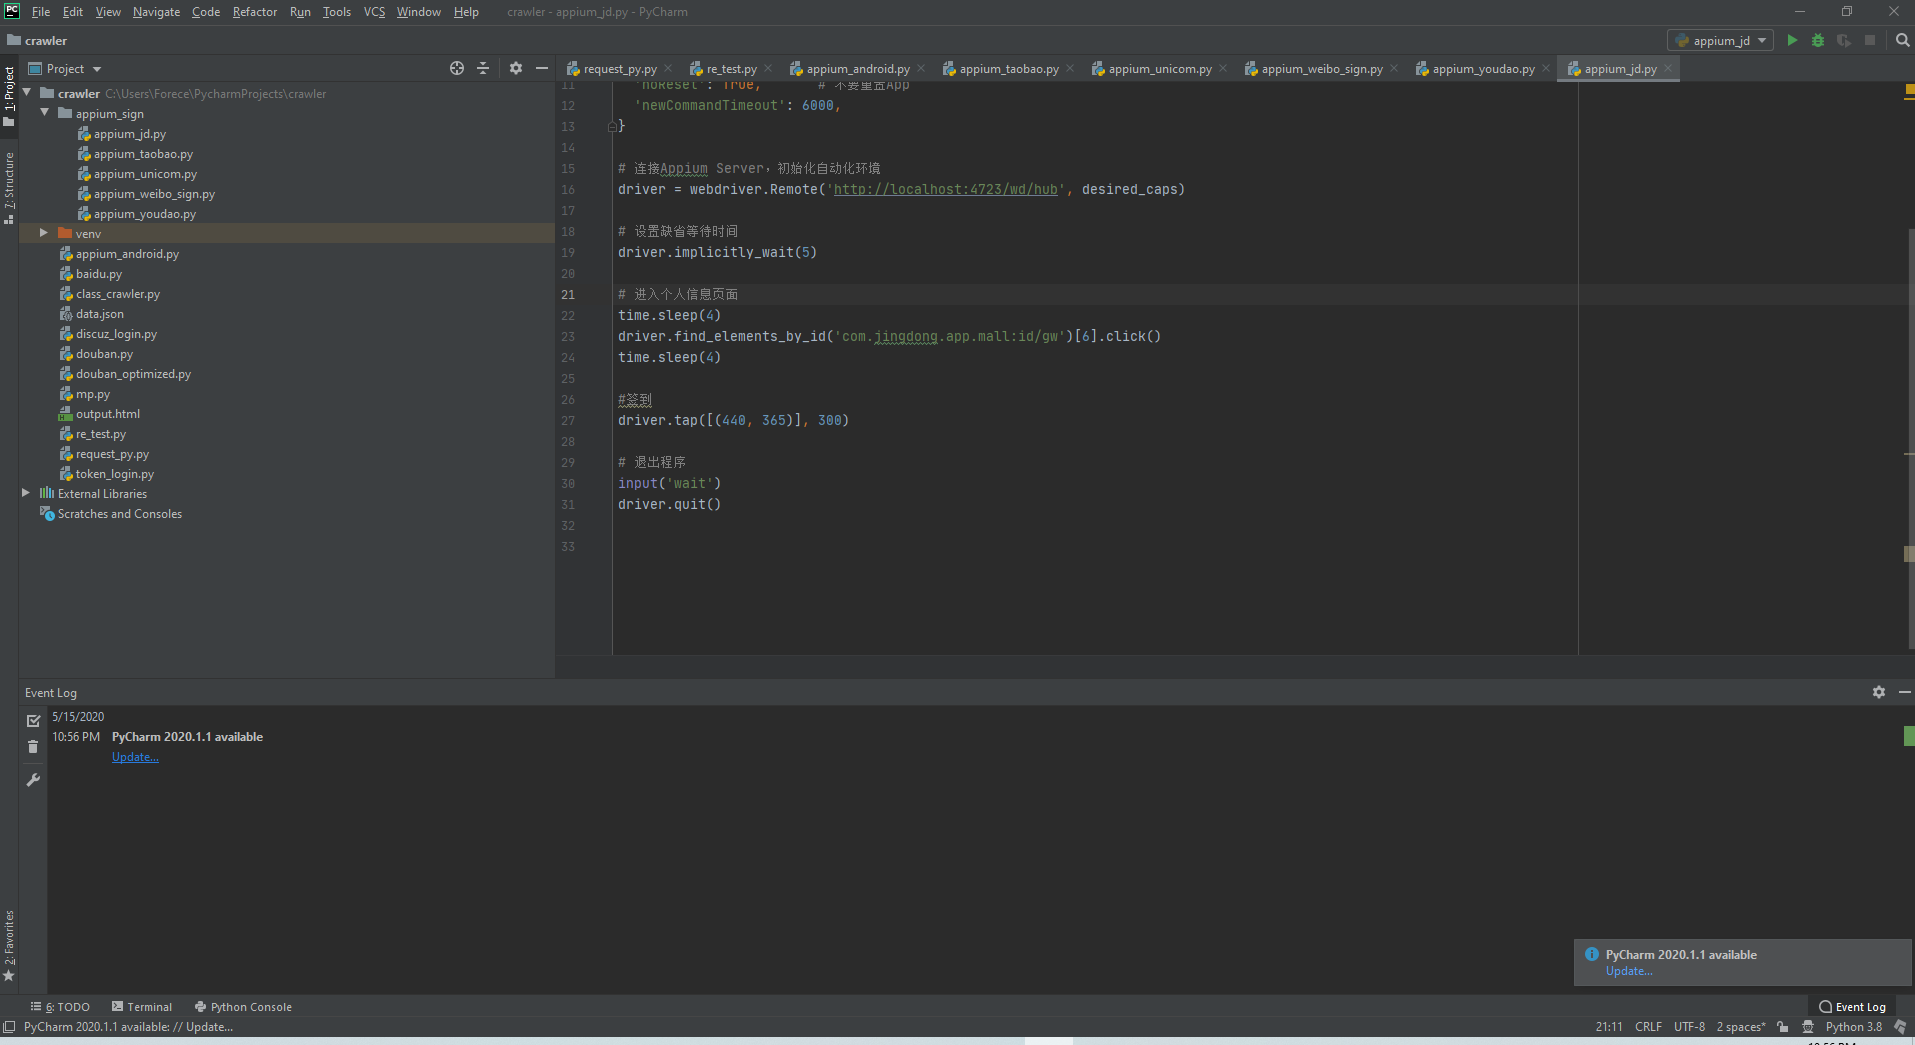 File Edit View Navigate Code Refactor Run Tools VCS Window Help crawler - appium_jd.py - PyCharm
crawler
appium_jd
1: Project
7: Structure
2: Favorites
Project
crawler C:\Users\Forece\PycharmProjects\crawler
appium_sign
appium_jd.py
appium_taobao.py
appium_unicom.py
appium_weibo_sign.py
appium_youdao.py
venv
appium_android.py
baidu.py
class_crawler.py
data.json
discuz_login.py
douban.py
douban_optimized.py
mp.py
output.html
re_test.py
request_py.py
token_login.py
External Libraries
Scratches and Consoles
request_py.py re_test.py appium_android.py appium_taobao.py appium_unicom.py appium_weibo_sign.py appium_youdao.py appium_jd.py
11 'noReset': True, # 不要重置App
12 'newCommandTimeout': 6000,
13 }
14
15 # 连接Appium Server，初始化自动化环境
16 driver = webdriver.Remote('http://localhost:4723/wd/hub', desired_caps)
17
18 # 设置缺省等待时间
19 driver.implicitly_wait(5)
20
21 # 进入个人信息页面
22 time.sleep(4)
23 driver.find_elements_by_id('com.jingdong.app.mall:id/gw')[6].click()
24 time.sleep(4)
25
26 #签到
27 driver.tap([(440, 365)], 300)
28
29 # 退出程序
30 input('wait')
31 driver.quit()
32
33
Event Log
5/15/2020
10:56 PM PyCharm 2020.1.1 available
Update...
PyCharm 2020.1.1 available
Update...
6: TODO Terminal Python Console Event Log
PyCharm 2020.1.1 available: // Update... 21:11 CRLF UTF-8 2 spaces* Python 3.8